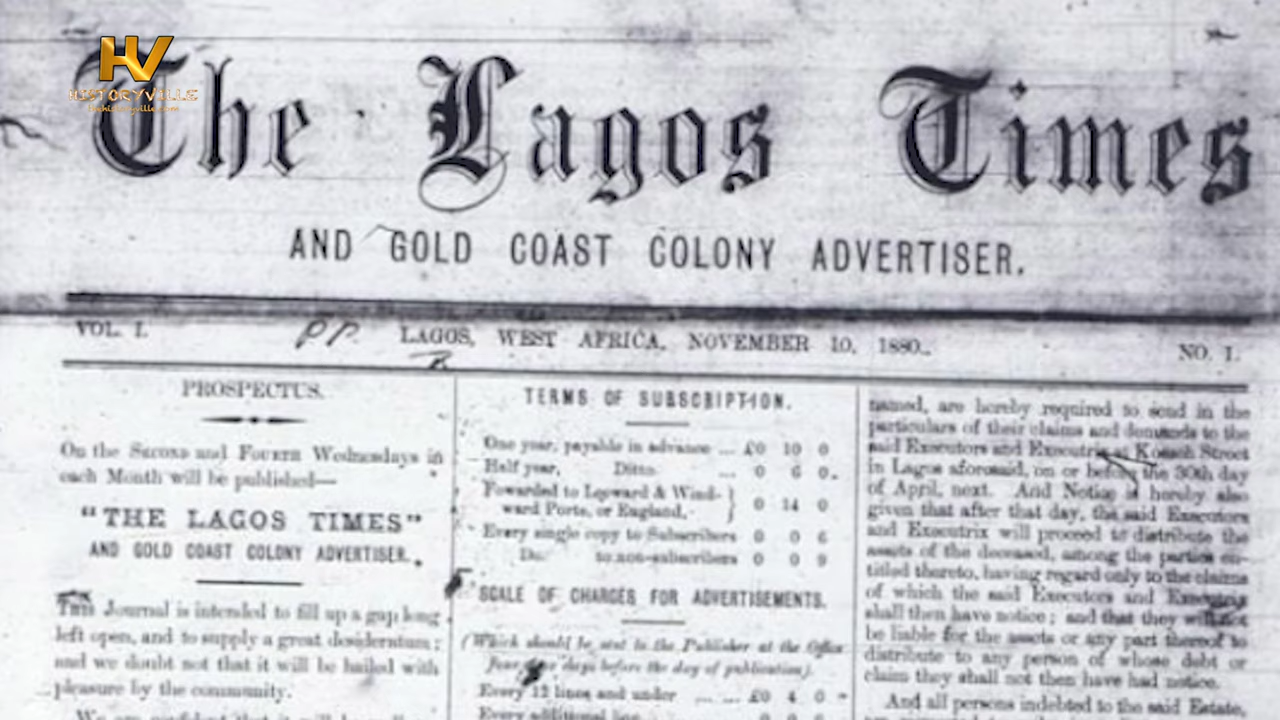 HV
HISTORYVILLE
thehistoryville.com
The Lagos Times
AND GOLD COAST COLONY ADVERTISER.
VOL. I. LAGOS, WEST AFRICA, NOVEMBER 10, 1880. NO. 1.
PROSPECTUS.
On the SECOND and FOURTH Wednesdays in
each Month will be published—
"THE LAGOS TIMES"
AND GOLD COAST COLONY ADVERTISER.
THIS Journal is intended to fill up a gap long
left open, and to supply a great desideratum;
and we doubt not that it will be hailed with
pleasure by the community.
TERMS OF SUBSCRIPTION.
One year, payable in advance ... £0 10 0
Half year, Ditto ... 0 6 0.
Fowarded to Leeward & Wind-
ward Ports, or England, 0 14 0
Every single copy to Subscribers 0 0 6
Do. to non-subscribers 0 0 9
SCALE OF CHARGES FOR ADVERTISEMENTS.
(Which should be sent to the Publisher at the Office
days before the day of publication).
Every 12 lines and under ... ... £0 4 0
Every additional line
named, are hereby required to send in the
particulars of their claims and demands to the
said Executors and Executrix at Kosoch Street
in Lagos aforesaid, on or before the 30th day
of April, next. And Notice is hereby also
given that after that day, the said Executors
and Executrix will proceed to distribute the
assets of the deceased, among the parties en-
titled thereto, having regard only to the claims
of which the said Executors and Executrix
shall then have notice; and that they will not
be liable for the assets or any part thereof to
distribute to any person of whose debt or
claim they shall not then have had notice.
And all persons indebted to the said Estate,